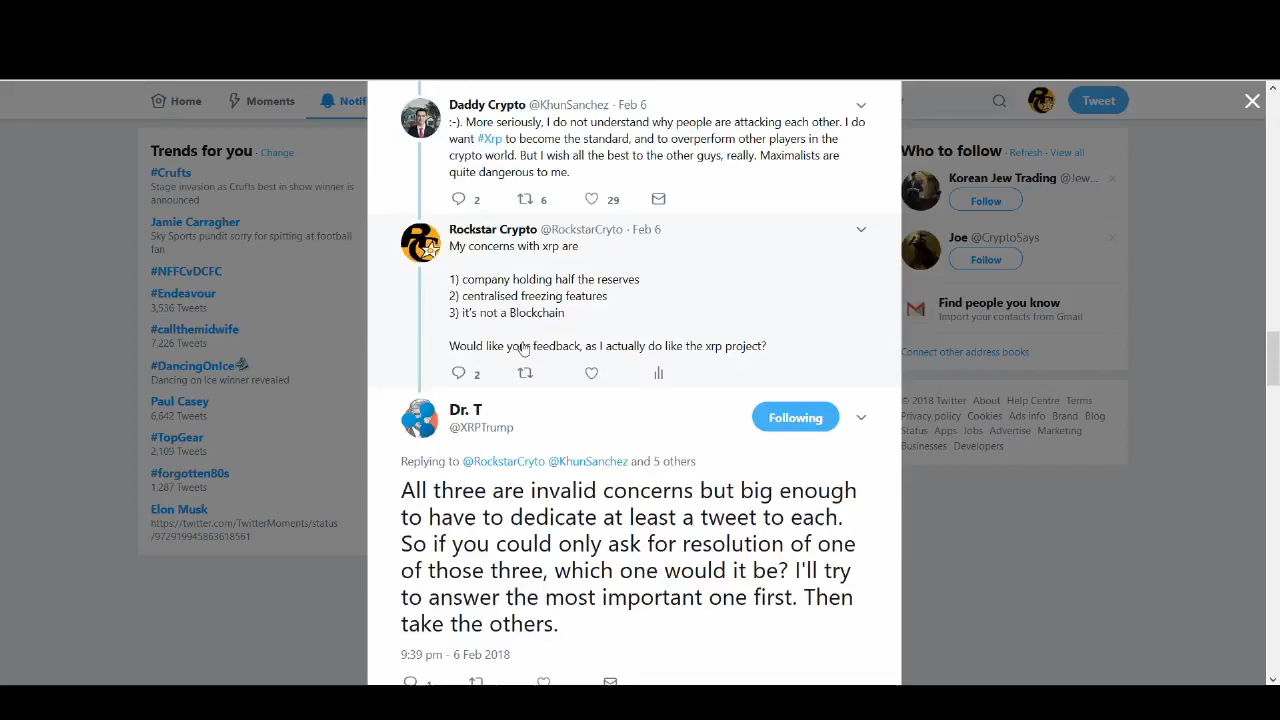 Home
Moments
Notif
Tweet
Trends for you · Change
#Crufts
Stage invasion as Crufts best in show winner is
announced
Jamie Carragher
Sky Sports pundit sorry for spitting at football
fan
#NFFCvDCFC
#Endeavour
3,536 Tweets
#callthemidwife
7,226 Tweets
#DancingOnIce
Dancing on Ice winner revealed
Paul Casey
6,642 Tweets
#TopGear
2,109 Tweets
#forgotten80s
1,287 Tweets
Elon Musk
https://twitter.com/TwitterMoments/status
/972919945863618561
Daddy Crypto @KhunSanchez · Feb 6
:-). More seriously, I do not understand why people are attacking each other. I do
want #Xrp to become the standard, and to overperform other players in the
crypto world. But I wish all the best to the other guys, really. Maximalists are
quite dangerous to me.
2 6 29
Rockstar Crypto @RockstarCryto · Feb 6
My concerns with xrp are
1) company holding half the reserves
2) centralised freezing features
3) it's not a Blockchain
Would like your feedback, as I actually do like the xrp project?
2
Dr. T
@XRPTrump
Following
Replying to @RockstarCryto @KhunSanchez and 5 others
All three are invalid concerns but big enough
to have to dedicate at least a tweet to each.
So if you could only ask for resolution of one
of those three, which one would it be? I'll try
to answer the most important one first. Then
take the others.
9:39 pm - 6 Feb 2018
1
Who to follow · Refresh · View all
Korean Jew Trading @Jew...
Follow
Joe @CryptoSays
Follow
Find people you know
Import your contacts from Gmail
Connect other address books
© 2018 Twitter About Help Centre Terms
Privacy policy Cookies Ads info Brand Blog
Status Apps Jobs Advertise Marketing
Businesses Developers